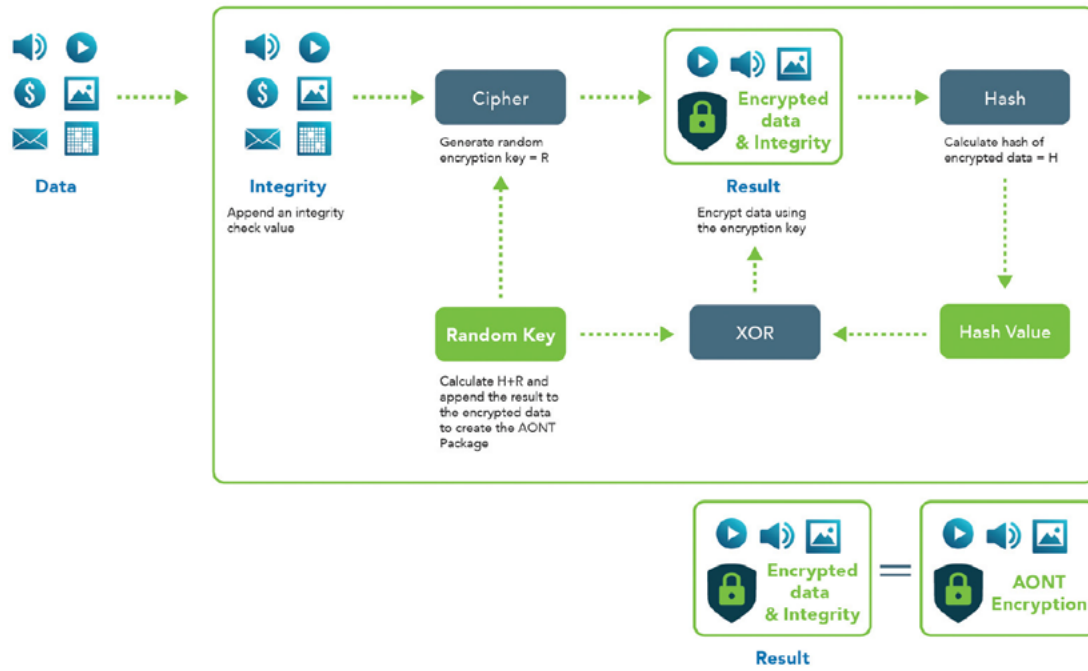 Data
Integrity
Append an integrity
check value
Cipher
Generate random
encryption key = R
Encrypted
data
& Integrity
Result
Encrypt data using
the encryption key
Hash
Calculate hash of
encrypted data = H
Random Key
Calculate H+R and
append the result to
the encrypted data
to create the AONT
Package
XOR
Hash Value
Encrypted
data
& Integrity
Result
=
AONT
Encryption